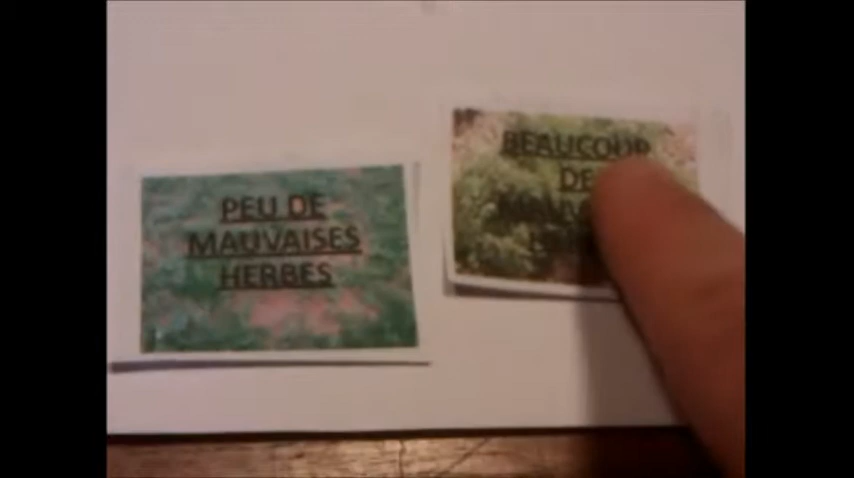 PEU DE
MAUVAISES
HERBES
BEAUCOUP
DE